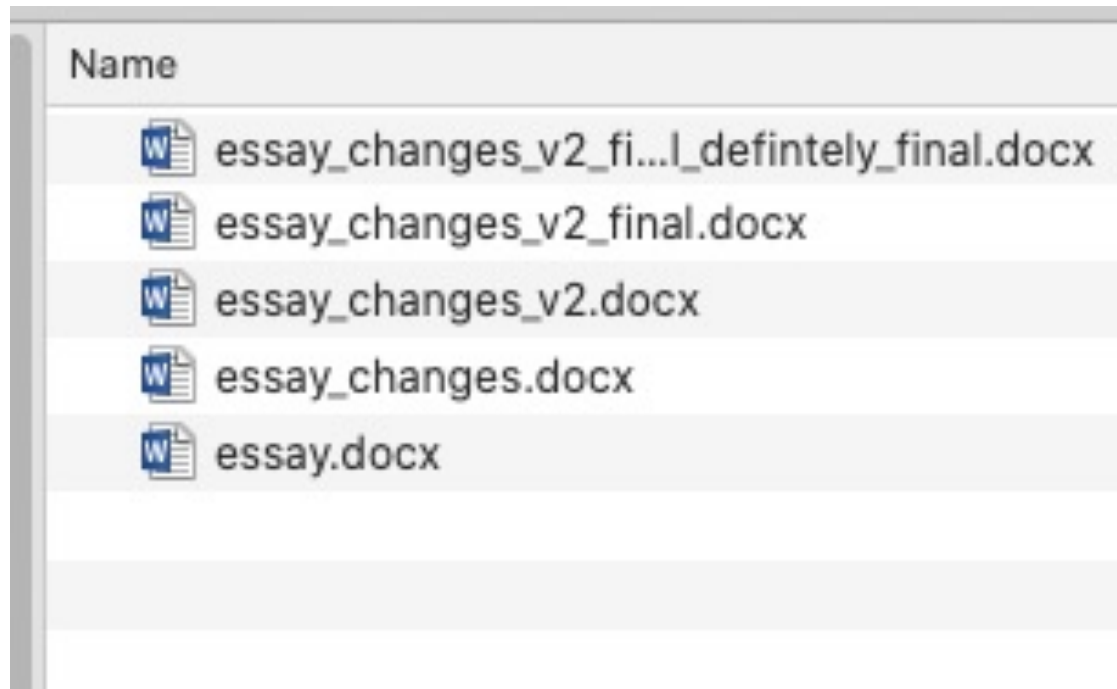 Name
essay_changes_v2_fi...l_defintely_final.docx
essay_changes_v2_final.docx
essay_changes_v2.docx
essay_changes.docx
essay.docx